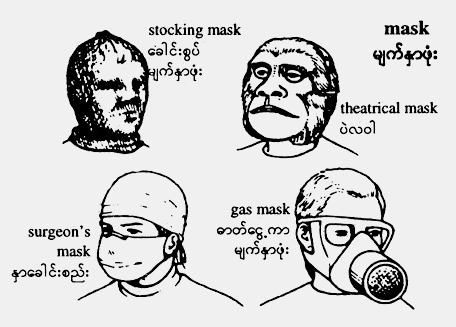 mask
မျက်နှာဖုံး
stocking mask
ခေါင်းစွပ်
မျက်နှာဖုံး
theatrical mask
ပဲလဝါ
surgeon's
mask
နှာခေါင်းစည်း
gas mask
ဓာတ်ငွေ့ကာ
မျက်နှာဖုံး